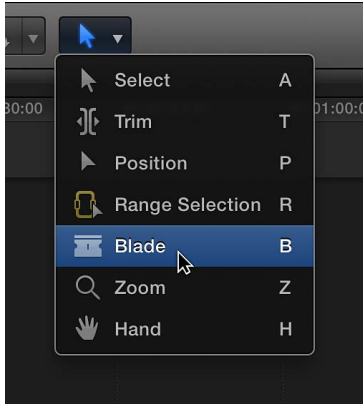 30:00
01:00:0
Select A
Trim T
Position P
Range Selection R
Blade B
Zoom Z
Hand H